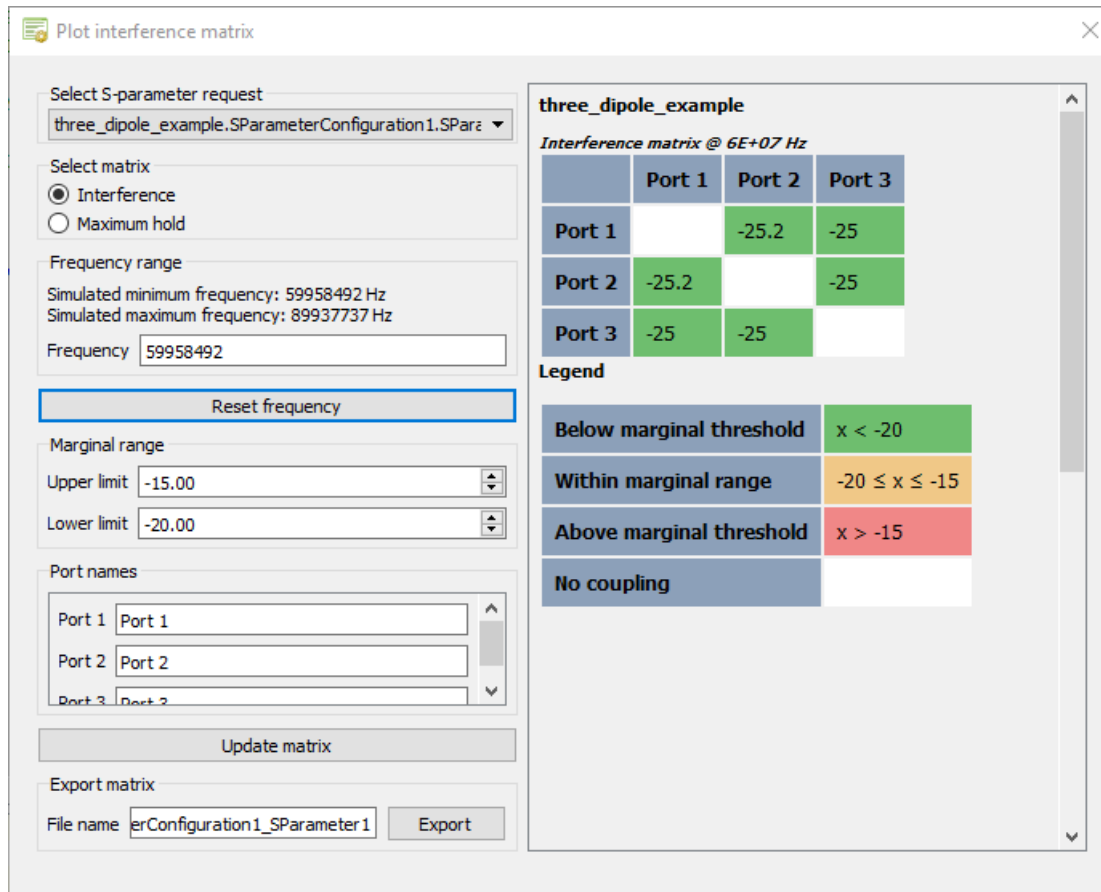 Plot interference matrix
Select S-parameter request
three_dipole_example.SParameterConfiguration1.SPara
Select matrix
Interference
Maximum hold
Frequency range
Simulated minimum frequency: 59958492 Hz
Simulated maximum frequency: 89937737 Hz
Frequency 59958492
Reset frequency
Marginal range
Upper limit -15.00
Lower limit -20.00
Port names
Port 1 Port 1
Port 2 Port 2
Port 3 Port 3
Update matrix
Export matrix
File name erConfiguration1_SParameter1 Export
three_dipole_example
Interference matrix @ 6E+07 Hz
Port 1 Port 2 Port 3
Port 1 -25.2 -25
Port 2 -25.2 -25
Port 3 -25 -25
Legend
Below marginal threshold x < -20
Within marginal range -20 ≤ x ≤ -15
Above marginal threshold x > -15
No coupling